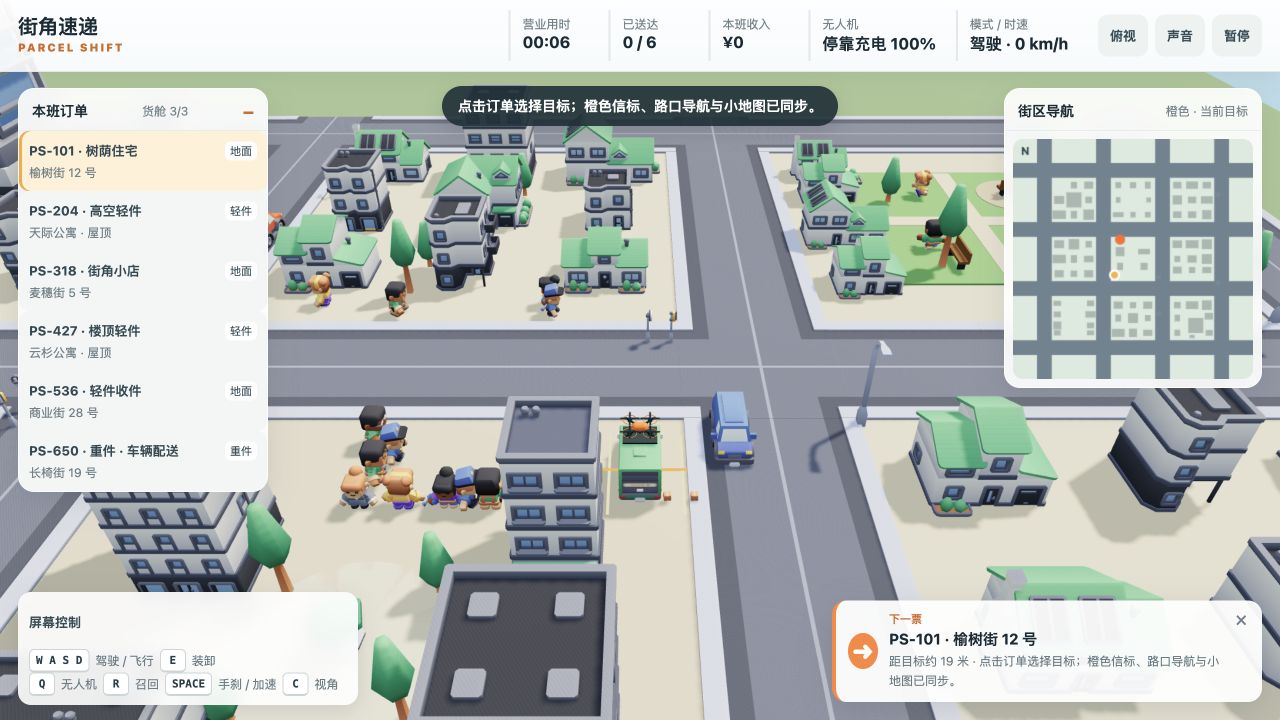 街角速递
PARCEL SHIFT
营业用时
00:06
已送达
0 / 6
本班收入
¥0
无人机
停靠充电 100%
模式 / 时速
驾驶 · 0 km/h
俯视
声音
暂停
点击订单选择目标；橙色信标、路口导航与小地图已同步。
本班订单
货舱 3/3
PS-101 · 树荫住宅
地面
榆树街 12 号
PS-204 · 高空轻件
轻件
天际公寓 · 屋顶
PS-318 · 街角小店
地面
麦穗街 5 号
PS-427 · 楼顶轻件
轻件
云杉公寓 · 屋顶
PS-536 · 轻件收件
地面
商业街 28 号
PS-650 · 重件 · 车辆配送
重件
长椅街 19 号
街区导航
橙色 · 当前目标
N
屏幕控制
W A S D 驾驶 / 飞行 E 装卸
Q 无人机 R 召回 SPACE 手刹 / 加速 C 视角
下一票
PS-101 · 榆树街 12 号
距目标约 19 米 · 点击订单选择目标；橙色信标、路口导航与小
地图已同步。